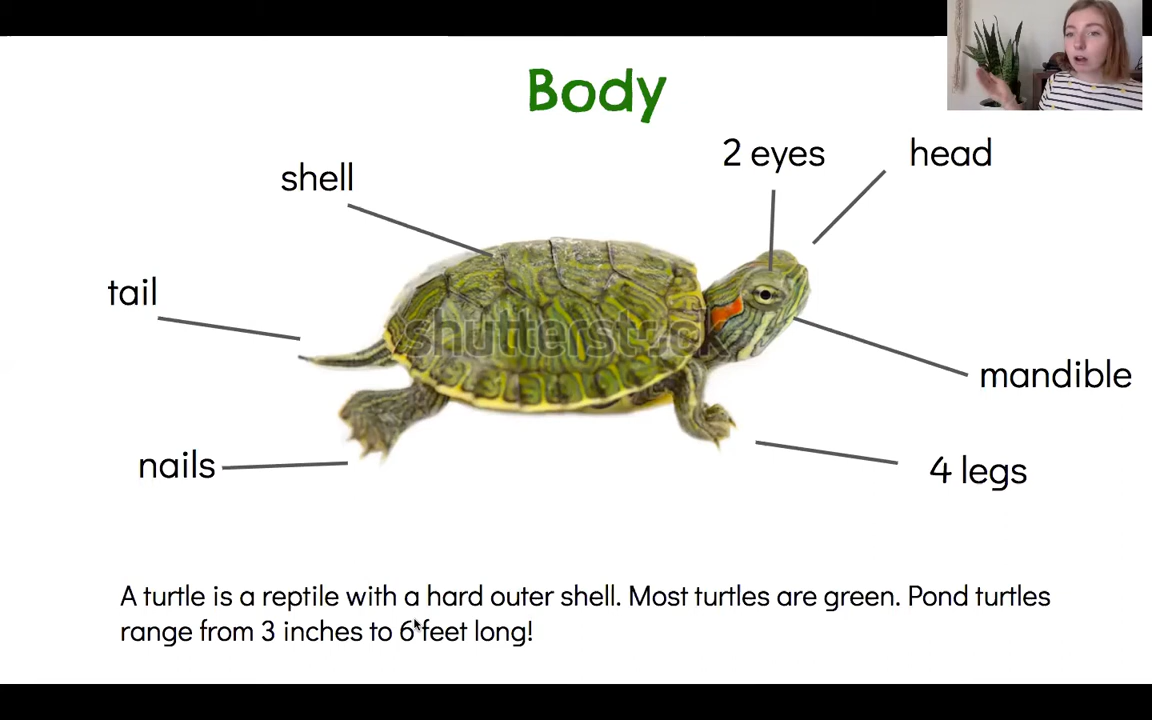 Body
2 eyes
head
shell
tail
shutterstock
mandible
nails
4 legs
A turtle is a reptile with a hard outer shell. Most turtles are green. Pond turtles
range from 3 inches to 6 feet long!